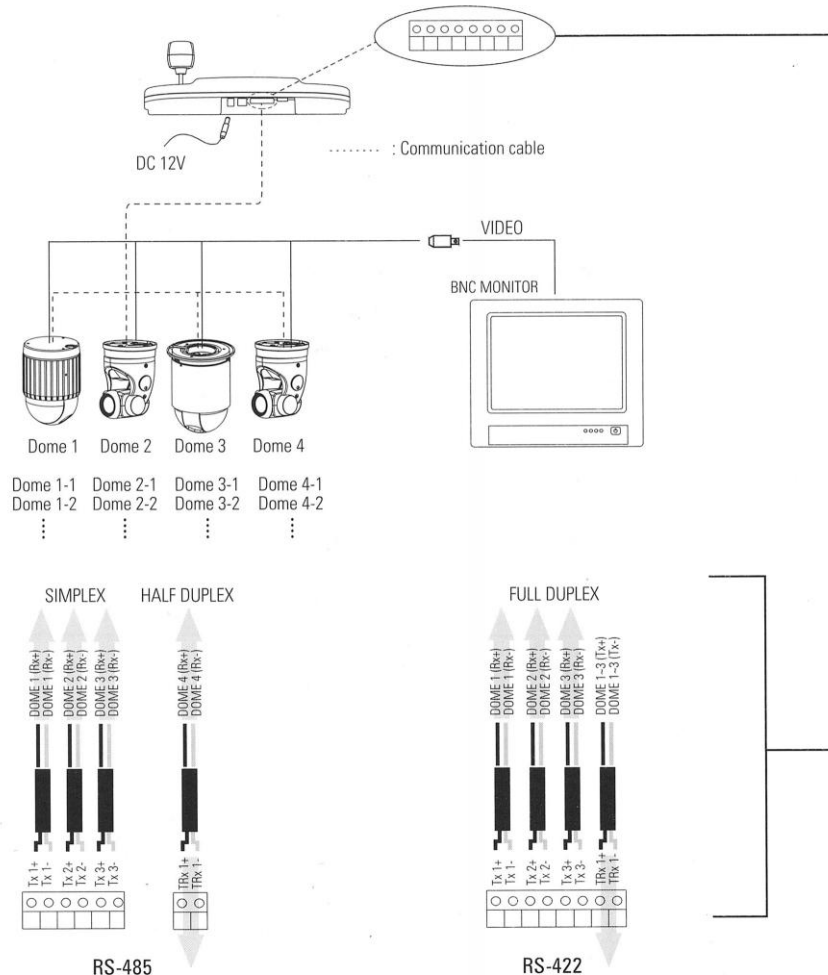 DC 12V
........ : Communication cable
VIDEO
BNC MONITOR
Dome 1 Dome 2 Dome 3 Dome 4
Dome 1-1 Dome 2-1 Dome 3-1 Dome 4-1
Dome 1-2 Dome 2-2 Dome 3-2 Dome 4-2
SIMPLEX HALF DUPLEX FULL DUPLEX
DOME 1 (Rx+)
DOME 1 (Rx-)
DOME 2 (Rx+)
DOME 2 (Rx-)
DOME 3 (Rx+)
DOME 3 (Rx-)
DOME 4 (Rx+)
DOME 4 (Rx-)
DOME 1 (Rx+)
DOME 1 (Rx-)
DOME 2 (Rx+)
DOME 2 (Rx-)
DOME 3 (Rx+)
DOME 3 (Rx-)
DOME 1~3 (Tx+)
DOME 1~3 (Tx-)
Tx 1+
Tx 1-
Tx 2+
Tx 2-
Tx 3+
Tx 3-
TRx 1+
TRx 1-
Tx 1+
Tx 1-
Tx 2+
Tx 2-
Tx 3+
Tx 3-
TRx 1+
TRx 1-
RS-485 RS-422